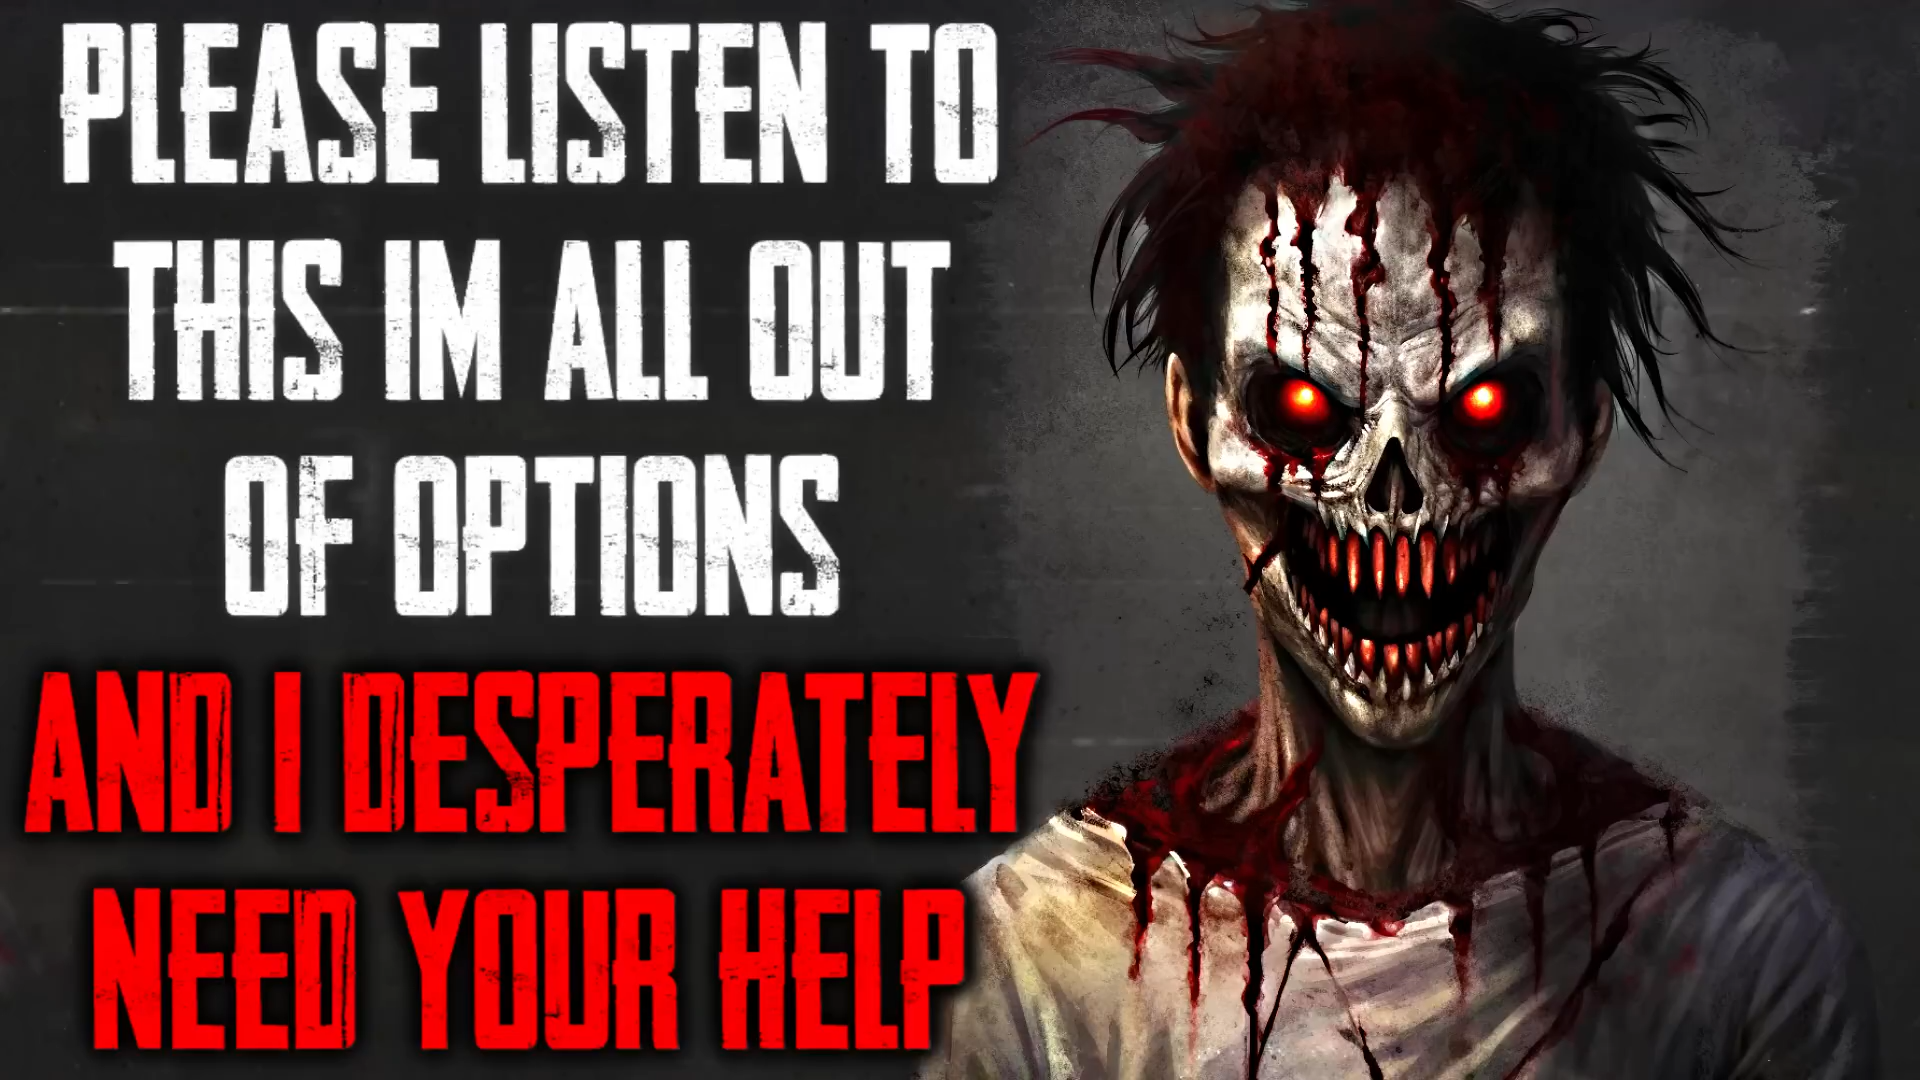 PLEASE LISTEN TO
THIS IM ALL OUT
OF OPTIONS
AND I DESPERATELY
NEED YOUR HELP